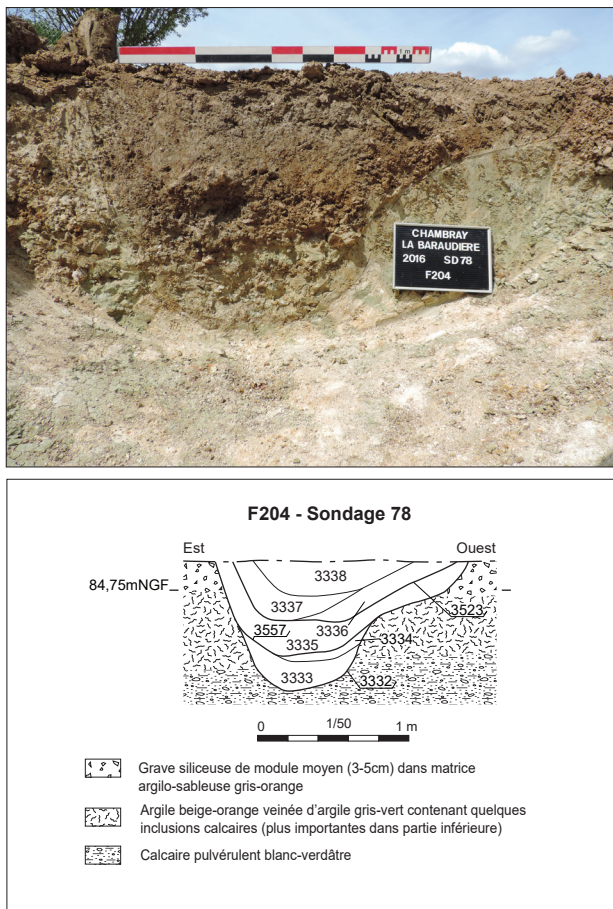 1 m
CHAMBRAY
LA BARAUDIERE
2016 SD78
F204
F204 - Sondage 78
Est
Ouest
84,75mNGF
3338
3337
3523
3557
3336
3334
3335
3333
3332
0
1/50
1 m
Grave siliceuse de module moyen (3-5cm) dans matrice
argilo-sableuse gris-orange
Argile beige-orange veinée d'argile gris-vert contenant quelques
inclusions calcaires (plus importantes dans partie inférieure)
Calcaire pulvérulent blanc-verdâtre